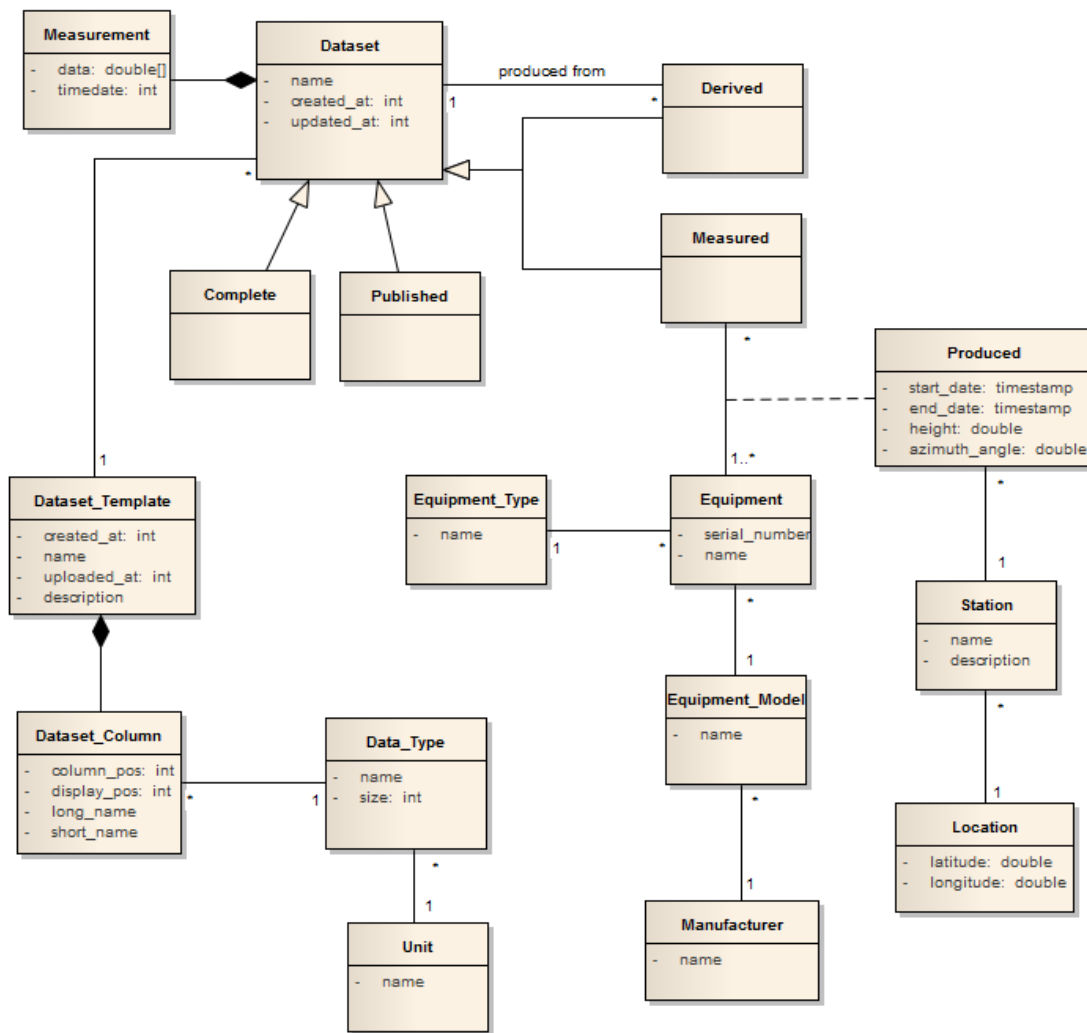 Measurement
- data: double[]
- timedate: int
Dataset
- name
- created_at: int
- updated_at: int
produced from
1
*
Derived
*
Measured
Complete
Published
*
Produced
- start_date: timestamp
- end_date: timestamp
- height: double
- azimuth_angle: double
1
1..*
*
Dataset_Template
- created_at: int
- name
- uploaded_at: int
- description
Equipment_Type
- name
1
*
Equipment
- serial_number
- name
1
Station
- name
- description
*
1
*
Equipment_Model
- name
Dataset_Column
- column_pos: int
- display_pos: int
- long_name
- short_name
*
1
Data_Type
- name
- size: int
*
1
Location
- latitude: double
- longitude: double
*
1
1
Manufacturer
- name
Unit
- name